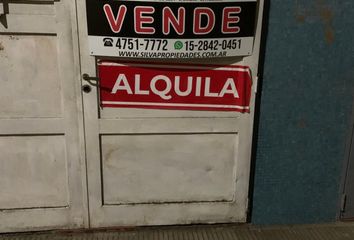 VENDE
4751-7772 15-2842-0451
WWW.SILVAPROPIEDADES.COM.AR
ALQUILA